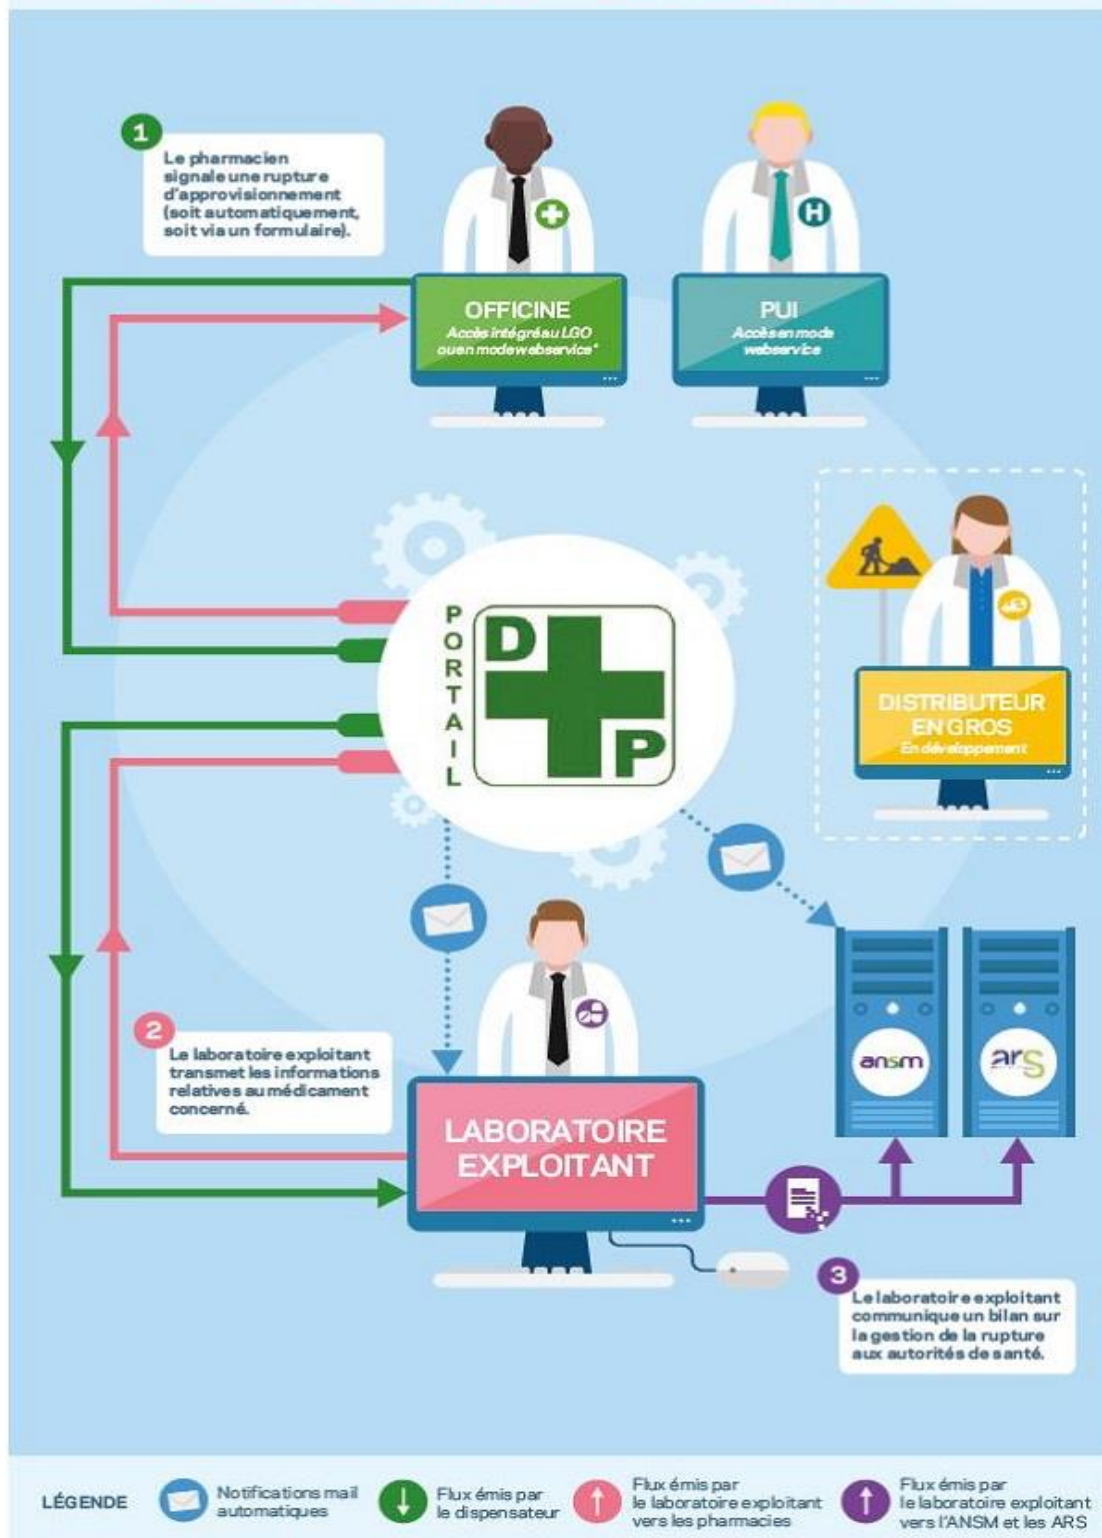 1
Le pharmacien
signale une rupture
d'approvisionnement
(soit automatiquement,
soit via un formulaire).
H
OFFICINE
Accès intégré au LGO
ou en mode webservice*
PUI
Accès en mode
webservice
PORTAIL
D
P
DISTRIBUTEUR
EN GROS
En développement
2
Le laboratoire exploitant
transmet les informations
relatives au médicament
concerné.
LABORATOIRE
EXPLOITANT
ansm
ars
3
Le laboratoire exploitant
communique un bilan sur
la gestion de la rupture
aux autorités de santé.
LÉGENDE
Notifications mail
automatiques
Flux émis par
le dispensateur
Flux émis par
le laboratoire exploitant
vers les pharmacies
Flux émis par
le laboratoire exploitant
vers l'ANSM et les ARS